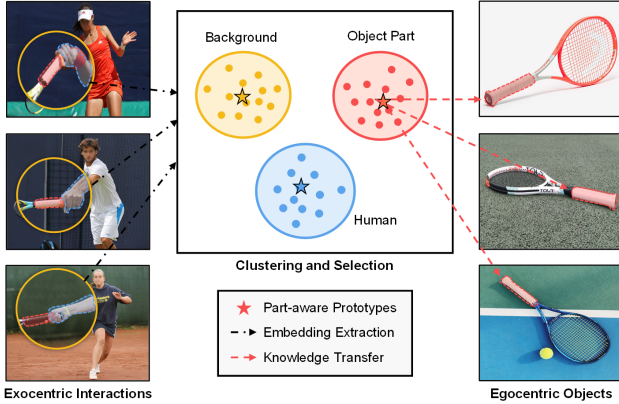 Background
Object Part
Human
Clustering and Selection
Part-aware Prototypes
Embedding Extraction
Knowledge Transfer
Exocentric Interactions
Egocentric Objects